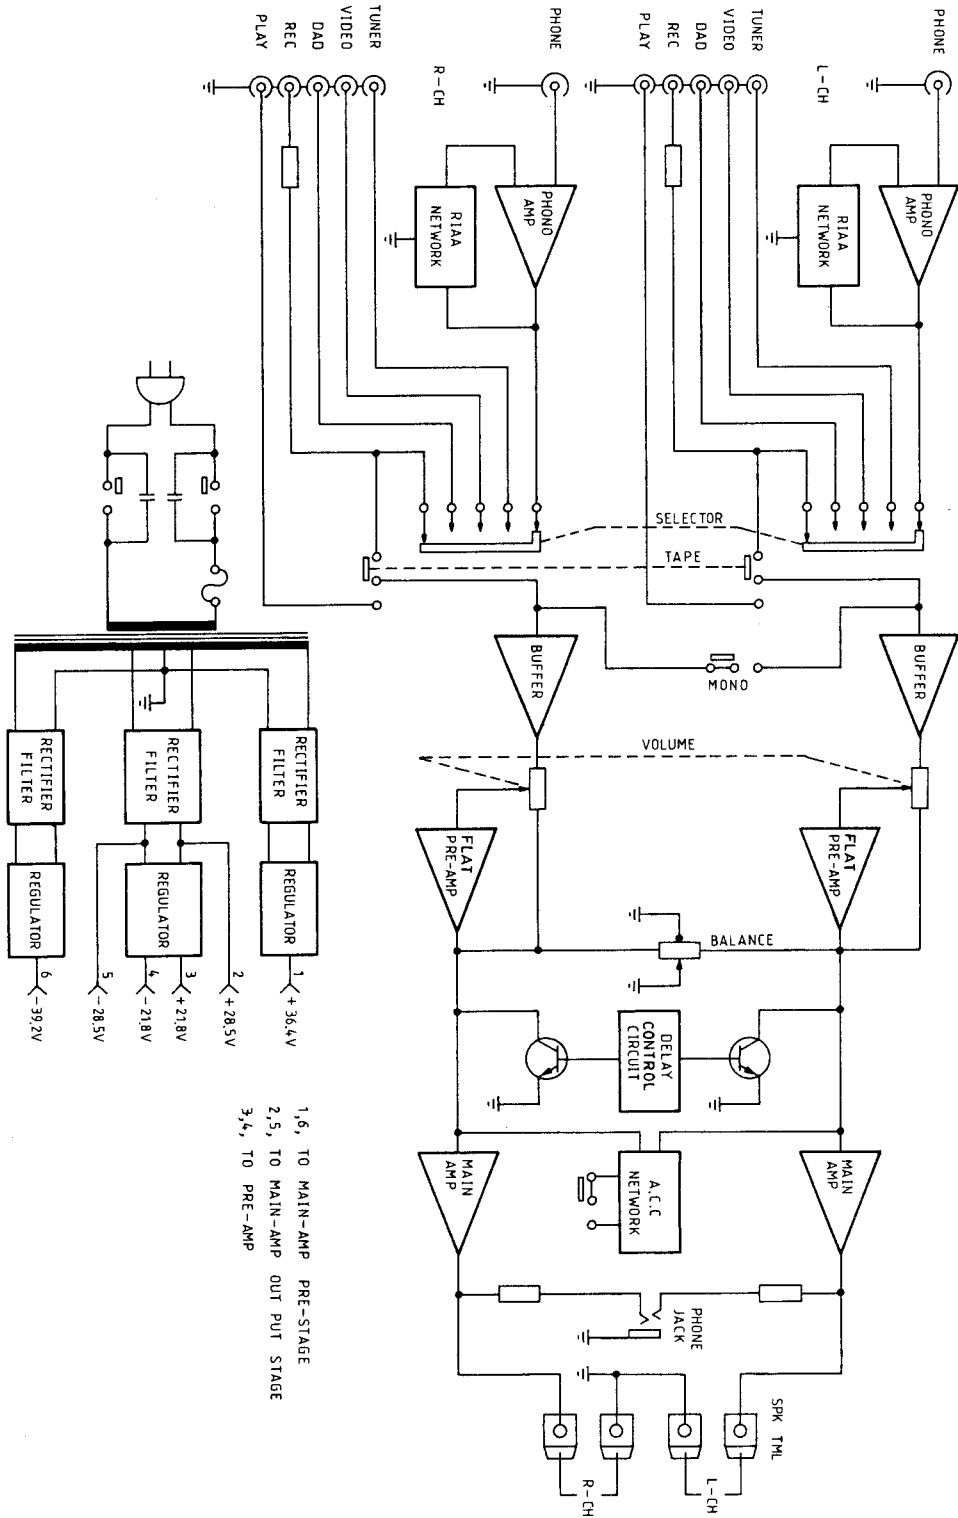 PHONE
L-CH
TUNER
VIDEO
DAD
REC
PLAY
PHONE
R-CH
TUNER
VIDEO
DAD
REC
PLAY
PHONO
AMP
RIAA
NETWORK
PHONO
AMP
RIAA
NETWORK
SELECTOR
TAPE
BUFFER
BUFFER
MONO
VOLUME
FLAT
PRE-AMP
FLAT
PRE-AMP
BALANCE
DELAY
CONTROL
CIRCUIT
MAIN
AMP
A.C.C
NETWORK
MAIN
AMP
PHONE
JACK
SPK TML
L-CH
R-CH
RECTIFIER
FILTER
RECTIFIER
FILTER
RECTIFIER
FILTER
REGULATOR
REGULATOR
REGULATOR
1 +36.4V
2 +28.5V
3 +21.8V
4 -21.8V
5 -28.5V
6 -39.2V
1,6, TO MAIN-AMP PRE-STAGE
2,5, TO MAIN-AMP OUT PUT STAGE
3,4, TO PRE-AMP